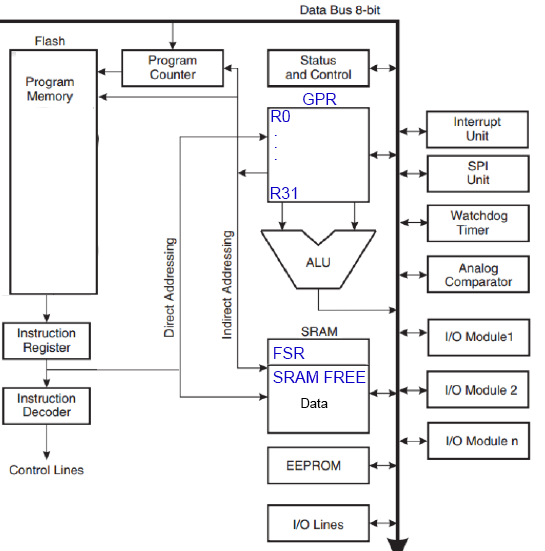 Data Bus 8-bit
Flash
Program
Memory
Program
Counter
Status
and Control
GPR
R0
.
.
.
R31
Interrupt
Unit
SPI
Unit
Watchdog
Timer
Analog
Comparator
ALU
Direct Addressing
Indirect Addressing
Instruction
Register
Instruction
Decoder
Control Lines
SRAM
FSR
SRAM FREE
Data
EEPROM
I/O Lines
I/O Module1
I/O Module 2
I/O Module n